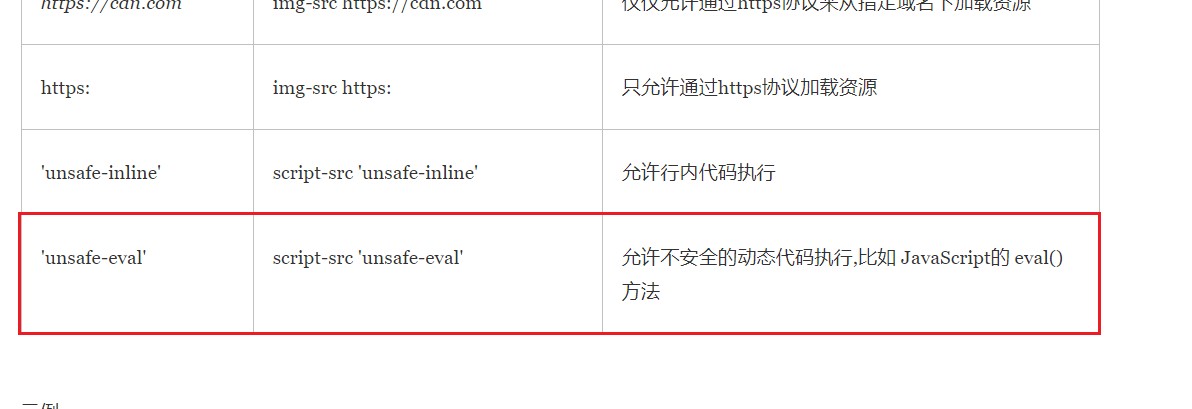 https://cdn.com
img-src https://cdn.com
仅仅允许通过https协议来从指定域名下加载资源
https:
img-src https:
只允许通过https协议加载资源
'unsafe-inline'
script-src 'unsafe-inline'
允许行内代码执行
'unsafe-eval'
script-src 'unsafe-eval'
允许不安全的动态代码执行,比如 JavaScript的 eval()
方法